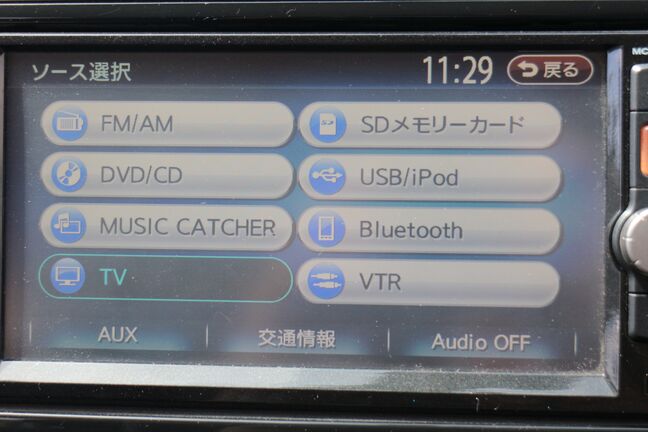 ソース選択
11:29
戻る
MC
FM/AM
SDメモリーカード
DVD/CD
USB/iPod
MUSIC CATCHER
Bluetooth
TV
VTR
AUX
交通情報
Audio OFF